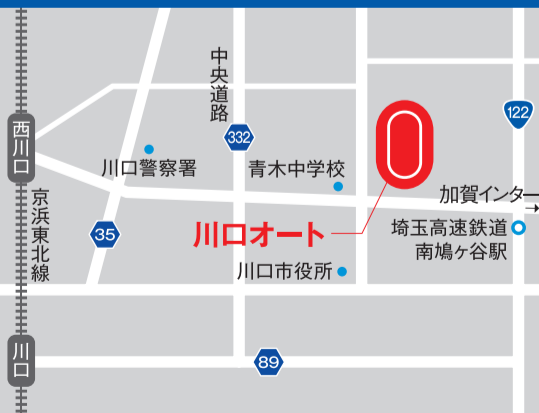 中央道路
332
122
西川口
川口警察署
青木中学校
加賀インター
京浜東北線
35
川口オート
埼玉高速鉄道
南鳩ヶ谷駅
川口市役所
川口
89